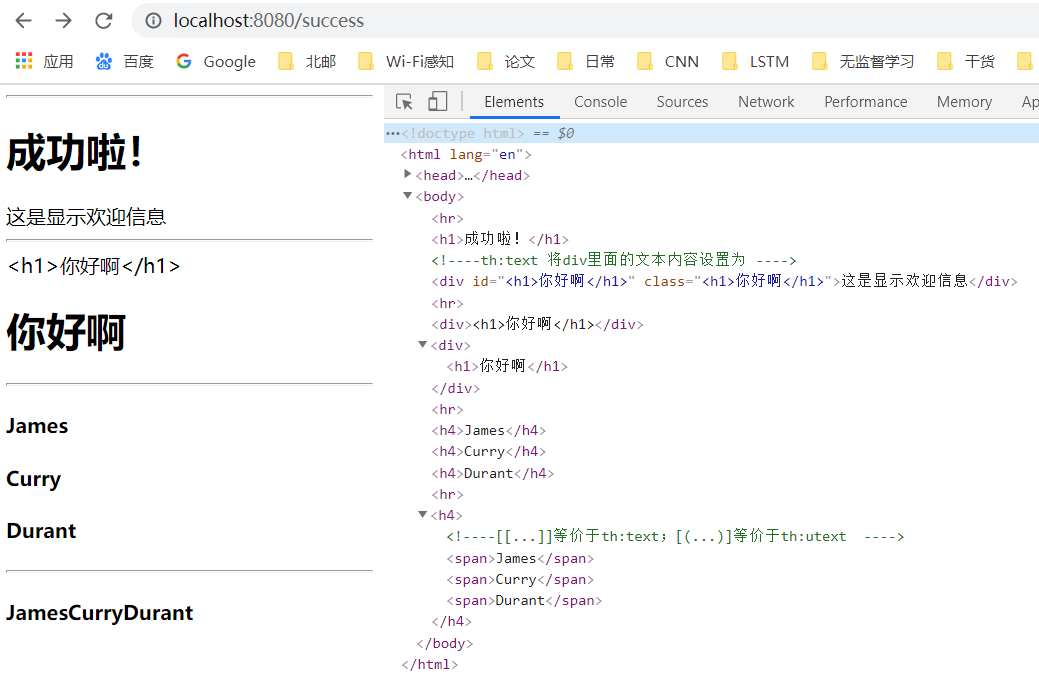 localhost:8080/success
应用 百度 Google 北邮 Wi-Fi感知 论文 日常 CNN LSTM 无监督学习 干货
成功啦！
这是显示欢迎信息
<h1>你好啊</h1>
你好啊
James
Curry
Durant
JamesCurryDurant
Elements Console Sources Network Performance Memory Ap
•••<!doctype html> == $0
<html lang="en">
<head>…</head>
<body>
<hr>
<h1>成功啦！</h1>
<!----th:text 将div里面的文本内容设置为 ---->
<div id="<h1>你好啊</h1>" class="<h1>你好啊</h1>">这是显示欢迎信息</div>
<hr>
<div><h1>你好啊</h1></div>
<div>
<h1>你好啊</h1>
</div>
<hr>
<h4>James</h4>
<h4>Curry</h4>
<h4>Durant</h4>
<hr>
<h4>
<!----[[...]]等价于th:text；[(...)]等价于th:utext  ---->
<span>James</span>
<span>Curry</span>
<span>Durant</span>
</h4>
</body>
</html>